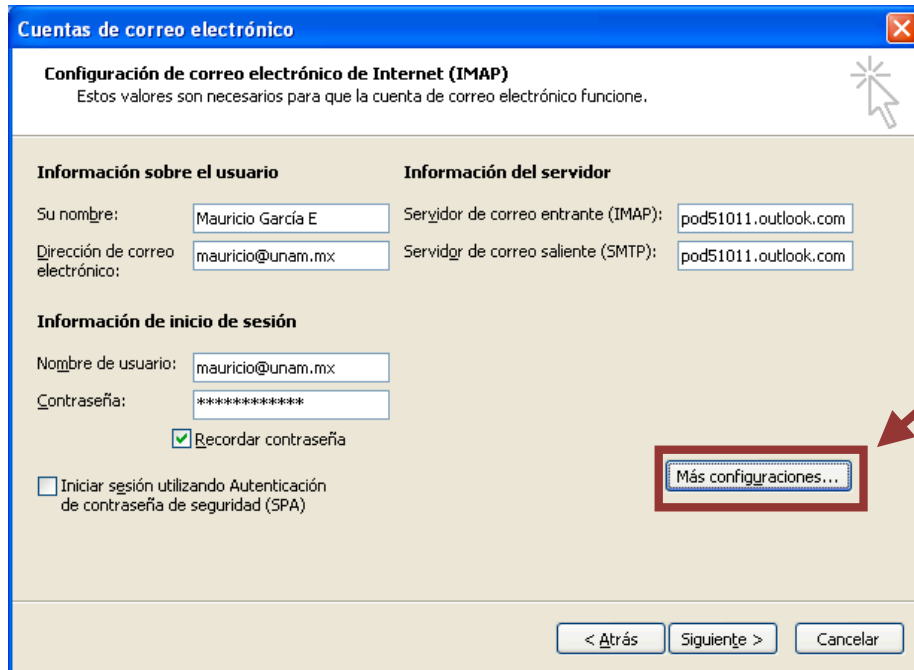 Cuentas de correo electrónico
Configuración de correo electrónico de Internet (IMAP)
Estos valores son necesarios para que la cuenta de correo electrónico funcione.
Información sobre el usuario
Su nombre: Mauricio García E
Dirección de correo
electrónico: mauricio@unam.mx
Información del servidor
Servidor de correo entrante (IMAP): pod51011.outlook.com
Servidor de correo saliente (SMTP): pod51011.outlook.com
Información de inicio de sesión
Nombre de usuario: mauricio@unam.mx
Contraseña: ************
Recordar contraseña
Iniciar sesión utilizando Autenticación
de contraseña de seguridad (SPA)
Más configuraciones...
< Atrás Siguiente > Cancelar